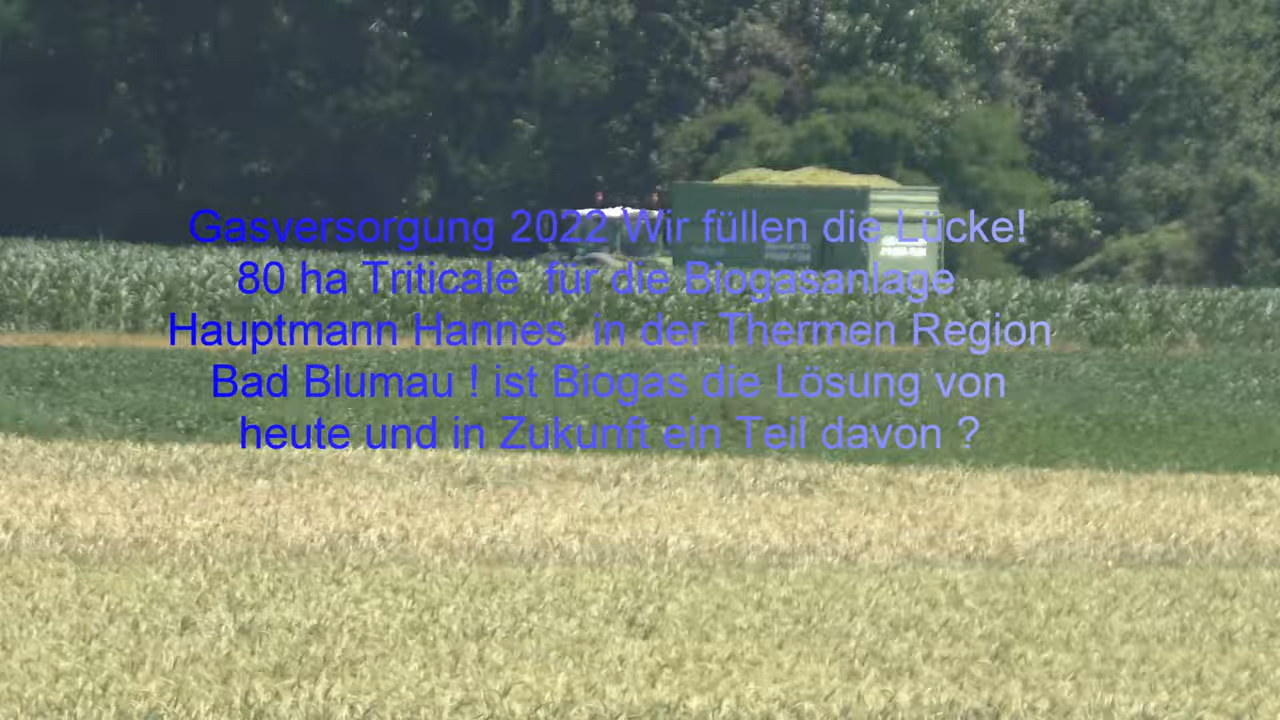 Gasversorgung 2022 Wir füllen die Lücke!
80 ha Triticale  für die Biogasanlage
Hauptmann Hannes  in der Thermen Region
Bad Blumau ! ist Biogas die Lösung von
heute und in Zukunft ein Teil davon ?